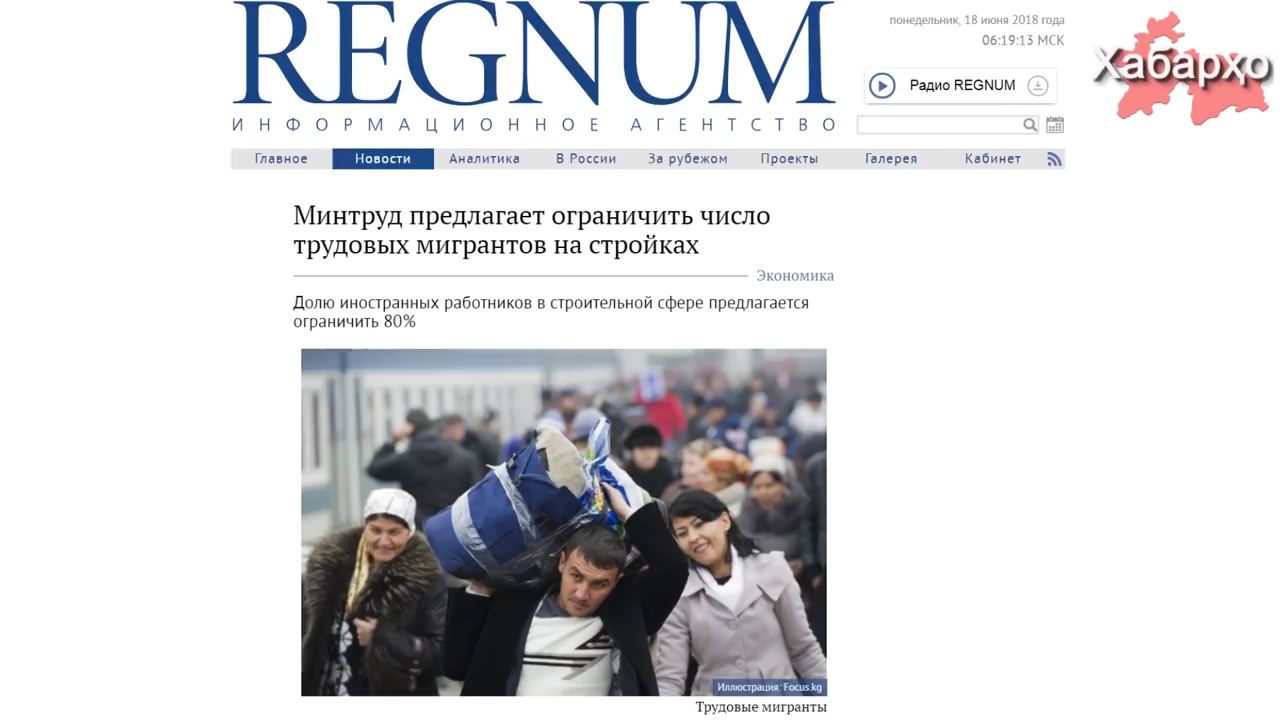 REGNUM
ИНФОРМАЦИОННОЕ АГЕНТСТВО
понедельник, 18 июня 2018 года
06:19:13 МСК
Радио REGNUM
Хабарҳо
Главное Новости Аналитика В России За рубежом Проекты Галерея Кабинет
Минтруд предлагает ограничить число
трудовых мигрантов на стройках
Экономика
Долю иностранных работников в строительной сфере предлагается
ограничить 80%
Иллюстрация: Focus.kg
Трудовые мигранты